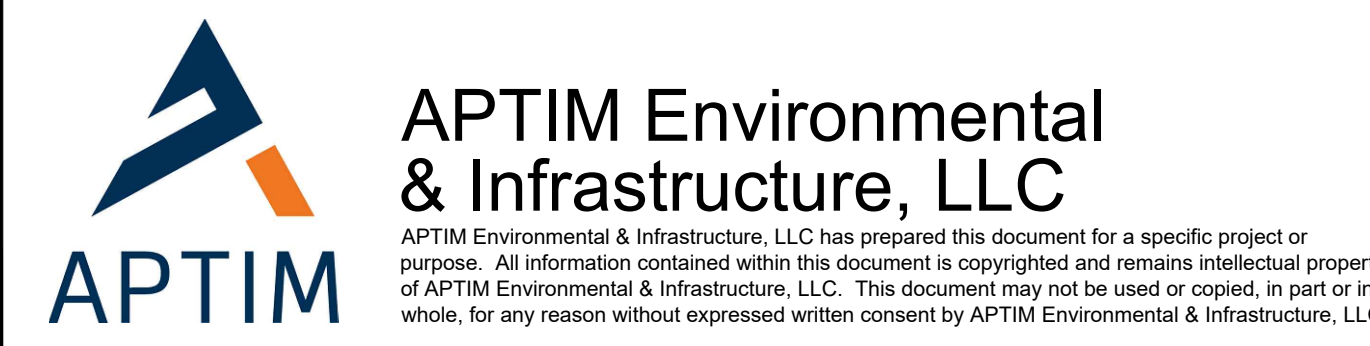 APTIM
APTIM Environmental
& Infrastructure, LLC
APTIM Environmental & Infrastructure, LLC has prepared this document for a specific project or
purpose.  All information contained within this document is copyrighted and remains intellectual propert
of APTIM Environmental & Infrastructure, LLC.  This document may not be used or copied, in part or in
whole, for any reason without expressed written consent by APTIM Environmental & Infrastructure, LLC